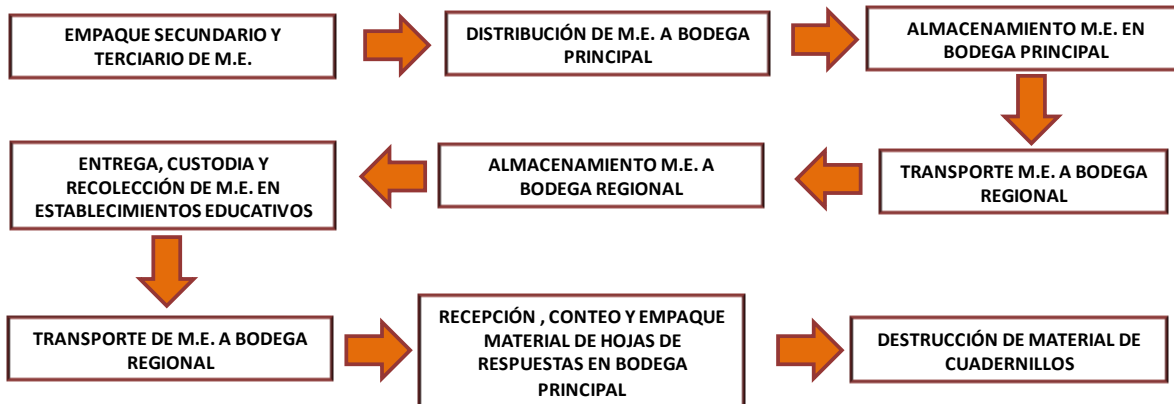 EMPAQUE SECUNDARIO Y
TERCIARIO DE M.E.
DISTRIBUCIÓN DE M.E. A BODEGA
PRINCIPAL
ALMACENAMIENTO M.E. EN
BODEGA PRINCIPAL
TRANSPORTE M.E. A BODEGA
REGIONAL
ALMACENAMIENTO M.E. A
BODEGA REGIONAL
ENTREGA, CUSTODIA Y
RECOLECCIÓN DE M.E. EN
ESTABLECIMIENTOS EDUCATIVOS
TRANSPORTE DE M.E. A BODEGA
REGIONAL
RECEPCIÓN , CONTEO Y EMPAQUE
MATERIAL DE HOJAS DE
RESPUESTAS EN BODEGA
PRINCIPAL
DESTRUCCIÓN DE MATERIAL DE
CUADERNILLOS